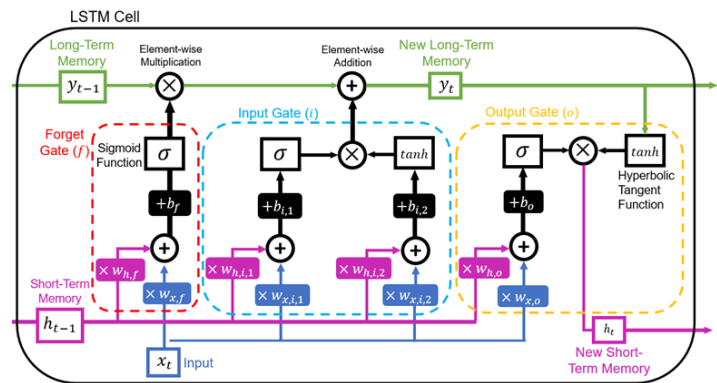 LSTM Cell
Long-Term
Memory
Element-wise
Multiplication
Element-wise
Addition
New Long-Term
Memory
y_{t-1}
×
+
y_t
Forget
Gate (f)
Input Gate (i)
Output Gate (o)
Sigmoid
Function
σ
σ
×
tanh
σ
×
tanh
Hyperbolic
Tangent
Function
+b_f
+b_{i,1}
+b_{i,2}
+b_o
+
+
+
+
× w_{h,f}
× w_{h,i,1}
× w_{h,i,2}
× w_{h,o}
× w_{x,f}
× w_{x,i,1}
× w_{x,i,2}
× w_{x,o}
Short-Term
Memory
h_{t-1}
h_t
x_t
Input
New Short-
Term Memory